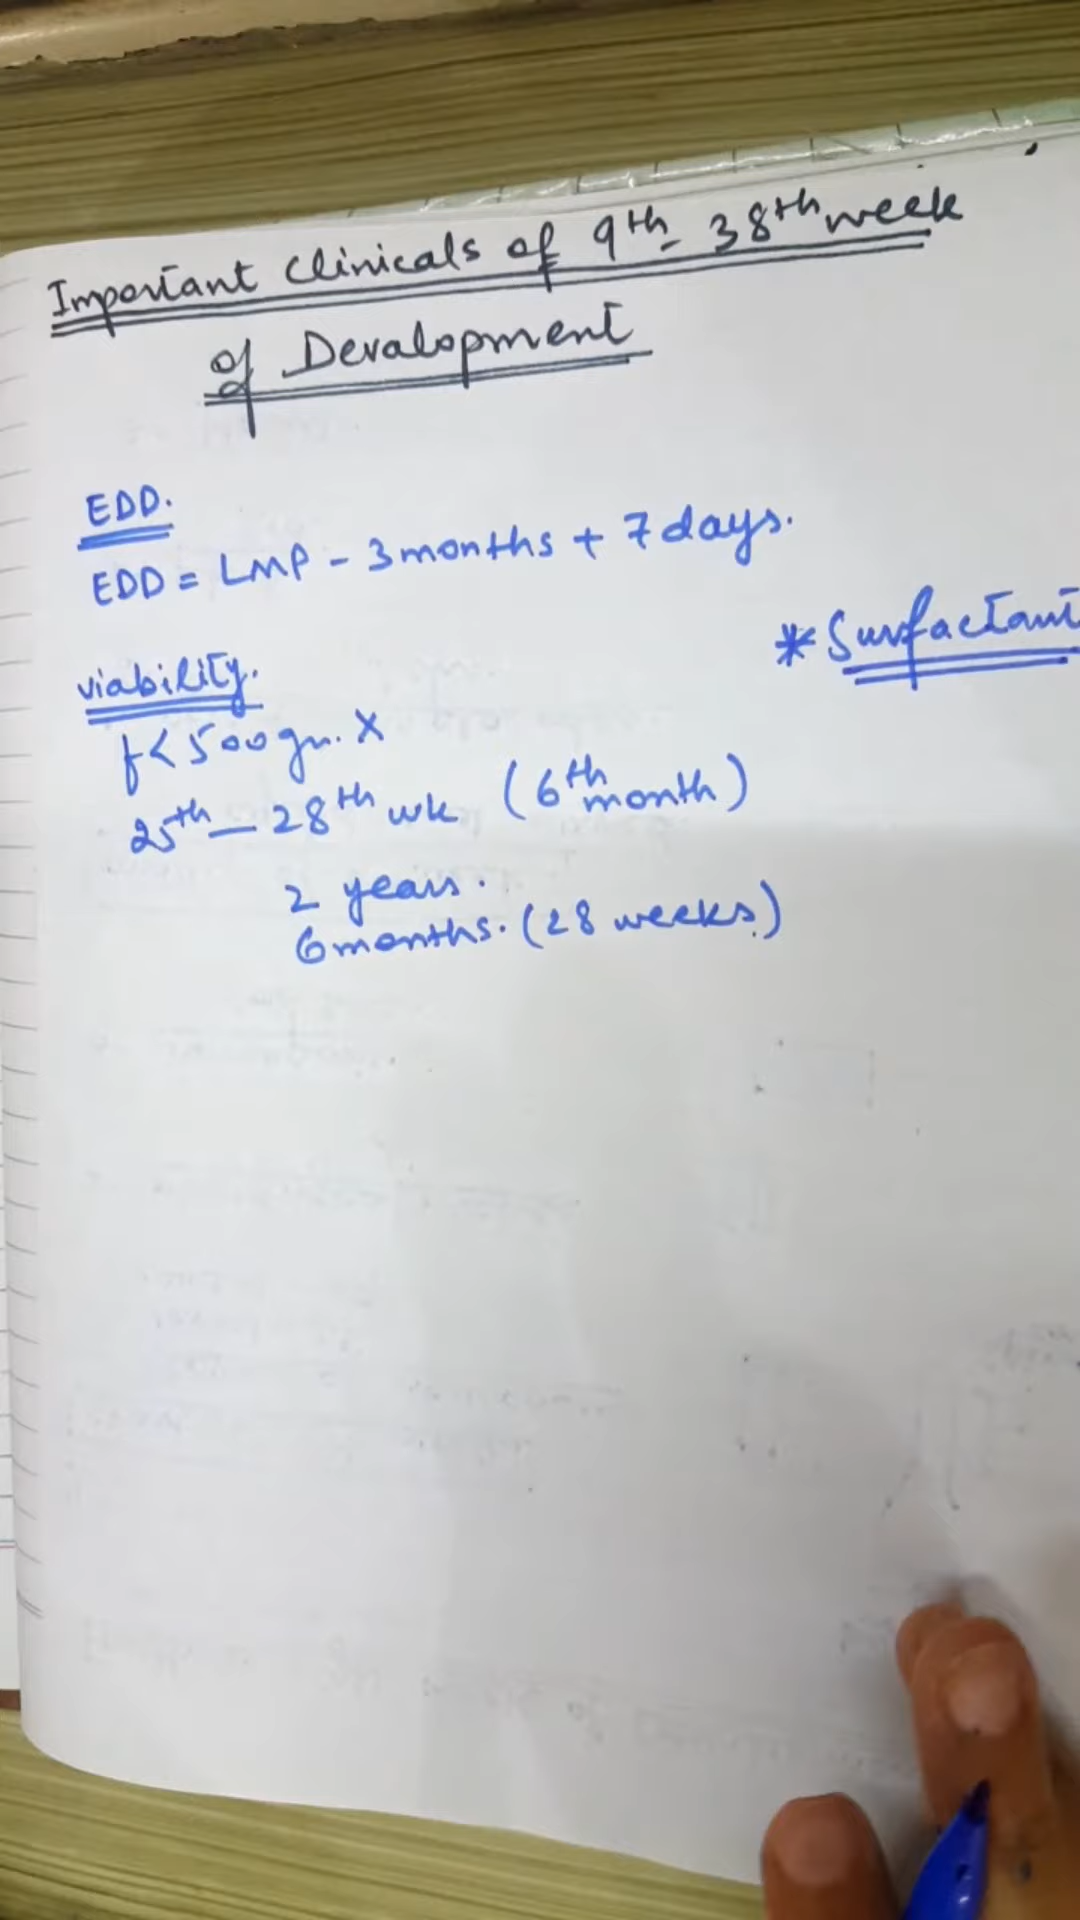 Important clinicals of 9th - 38th week
of Devalopment
EDD.
EDD = LMP - 3 months + 7 days.
* Surfactant
viability.
f < 500 gm. X
25th - 28th wk (6th month)
2 years.
6 months. (28 weeks.)